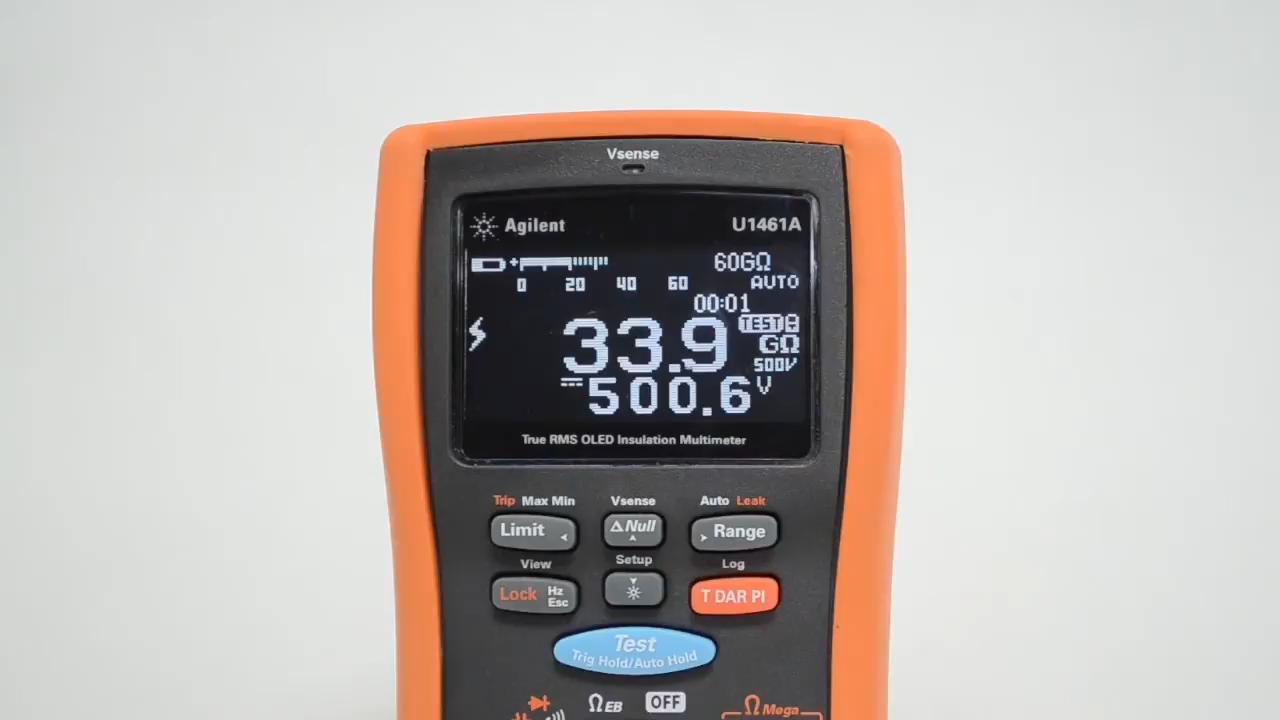 Vsense
Agilent U1461A
60GΩ
0 20 40 60 AUTO
00:01
TEST
33.9 GΩ
500V
500.6 V
True RMS OLED Insulation Multimeter
Trip Max Min Vsense Auto Leak
Limit Δ Null Range
View Setup Log
Lock Hz Esc T DAR PI
Test
Trig Hold/Auto Hold
ΩEB OFF Ω Mega